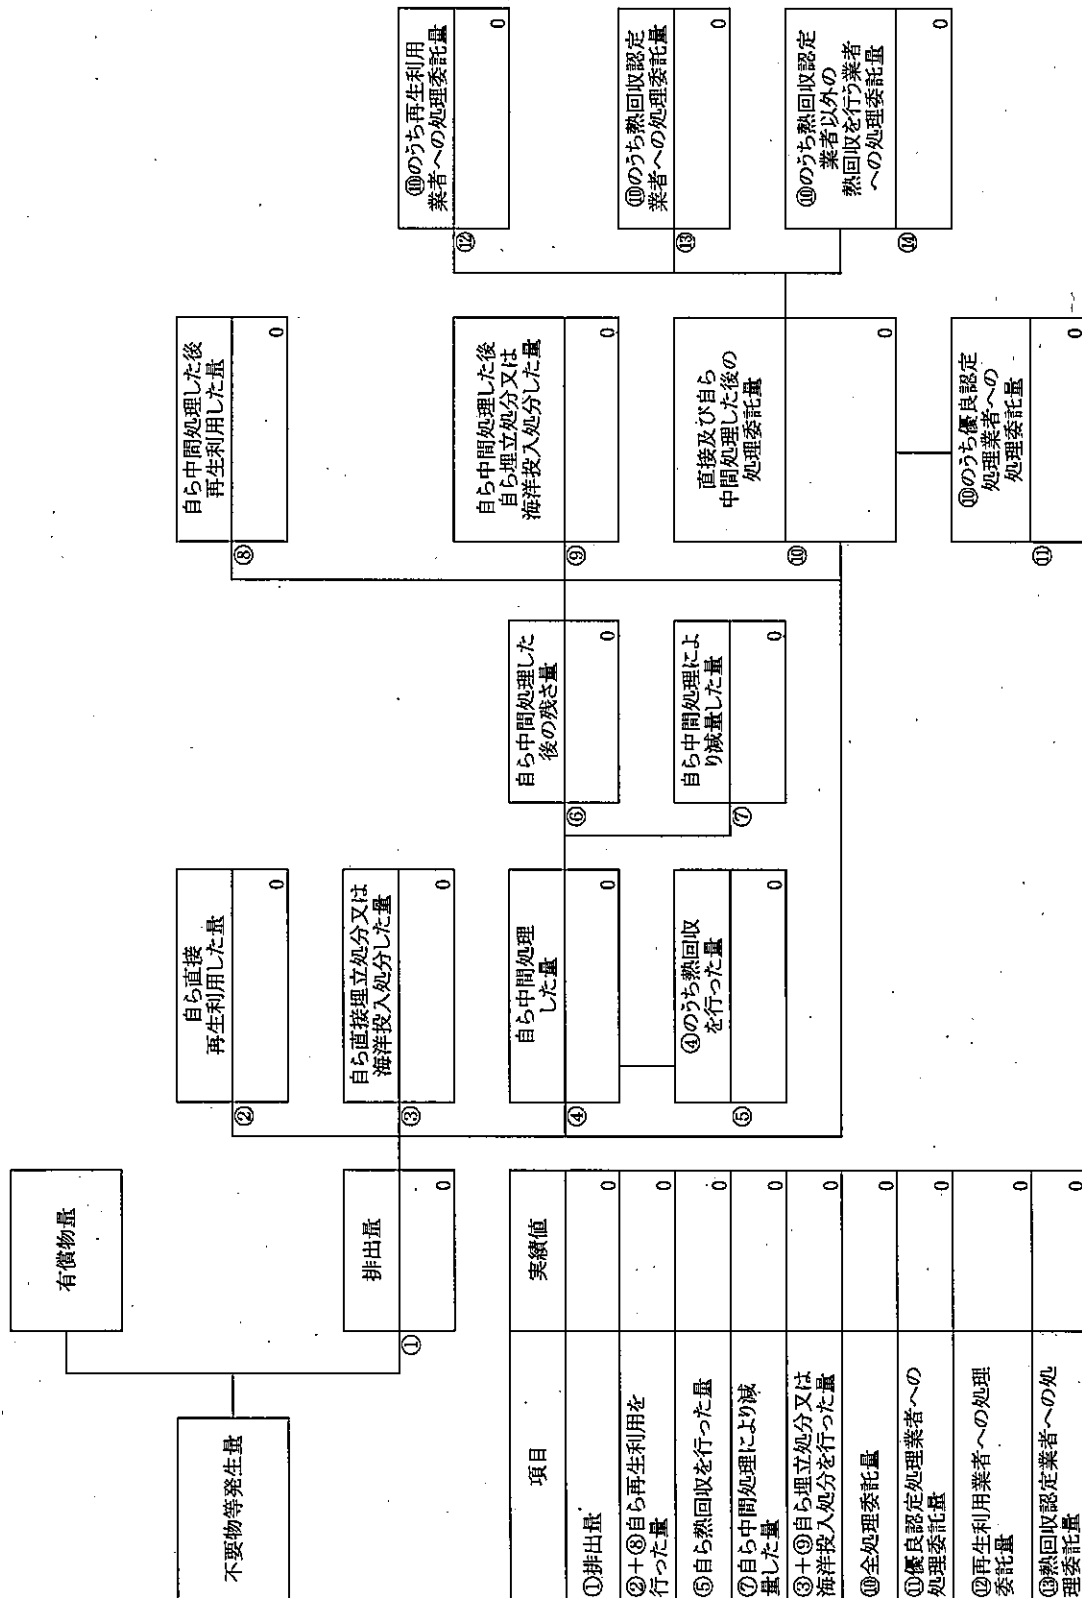 不要物等発生量
有償物量
排出量
①
0
自ら直接
再生利用した量
②
0
自ら直接埋立処分又は
海洋投入処分した量
③
0
自ら中間処理
した量
④
0
④のうち熱回収
を行った量
⑤
0
自ら中間処理した
後の残さ量
⑥
0
自ら中間処理によ
り減量した量
⑦
0
自ら中間処理した後
再生利用した量
⑧
0
自ら中間処理した後
自ら埋立処分又は
海洋投入処分した量
⑨
0
直接及び自ら
中間処理した後の
処理委託量
⑩
0
⑩のうち優良認定
処理業者への
処理委託量
⑪
0
⑩のうち再生利用
業者への処理委託量
⑫
0
⑩のうち熱回収認定
業者への処理委託量
⑬
0
⑩のうち熱回収認定
業者以外の
熱回収を行う業者
への処理委託量
⑭
0
項目 実績値
①排出量 0
②+⑧自ら再生利用を
行った量 0
⑤自ら熱回収を行った量 0
⑦自ら中間処理により減
量した量 0
③+⑨自ら埋立処分又は
海洋投入処分を行った量 0
⑩全処理委託量 0
⑪優良認定処理業者への
処理委託量 0
⑫再生利用業者への処理
委託量 0
⑬熱回収認定業者への処
理委託量 0